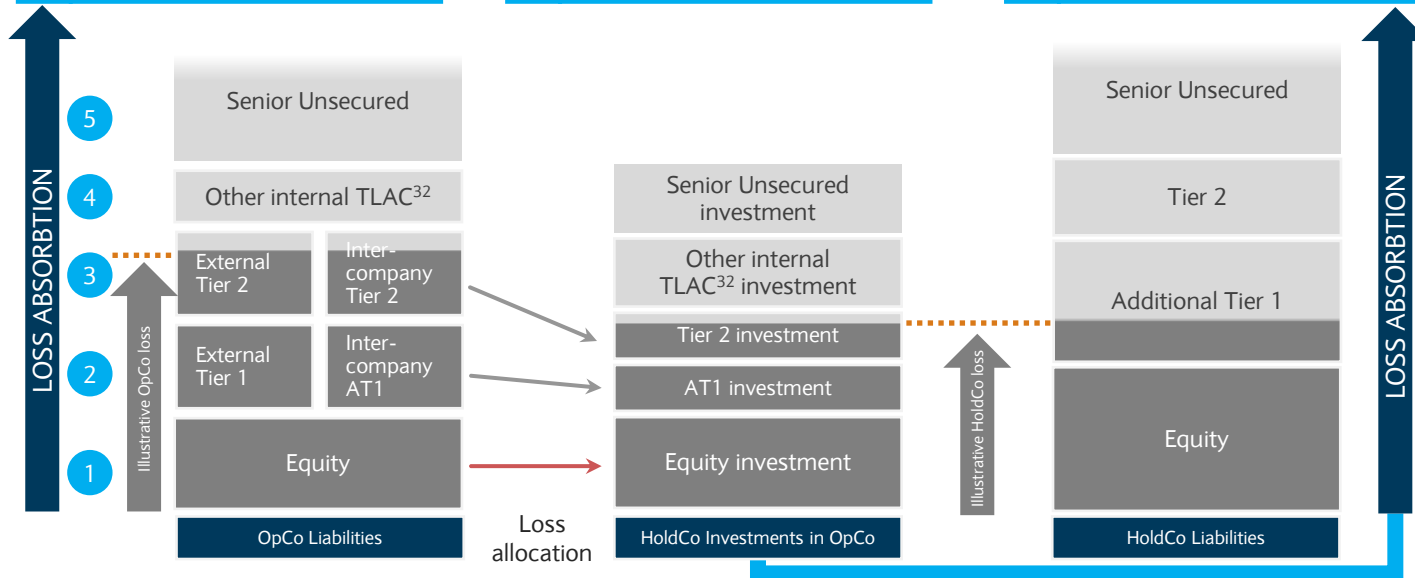 LOSS ABSORBTION
5
4
3
2
1
Illustrative OpCo loss
Senior Unsecured
Other internal TLAC32
External
Tier 2
Inter-
company
Tier 2
External
Tier 1
Inter-
company
AT1
Equity
OpCo Liabilities
Loss
allocation
Senior Unsecured
investment
Other internal
TLAC32 investment
Tier 2 investment
AT1 investment
Equity investment
HoldCo Investments in OpCo
Illustrative HoldCo loss
Senior Unsecured
Tier 2
Additional Tier 1
Equity
HoldCo Liabilities
LOSS ABSORBTION